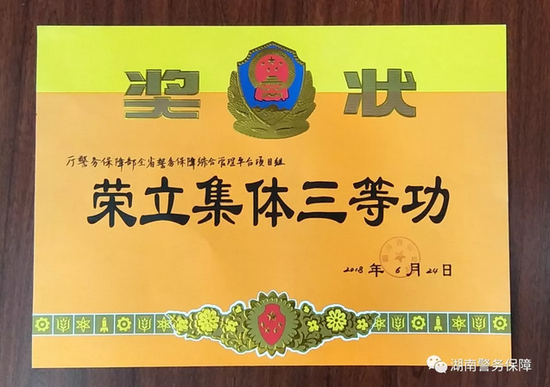 奖状
厅警务保障部全省警务保障综合管理平台项目组
荣立集体三等功
2018年6月24日
湖南警务保障